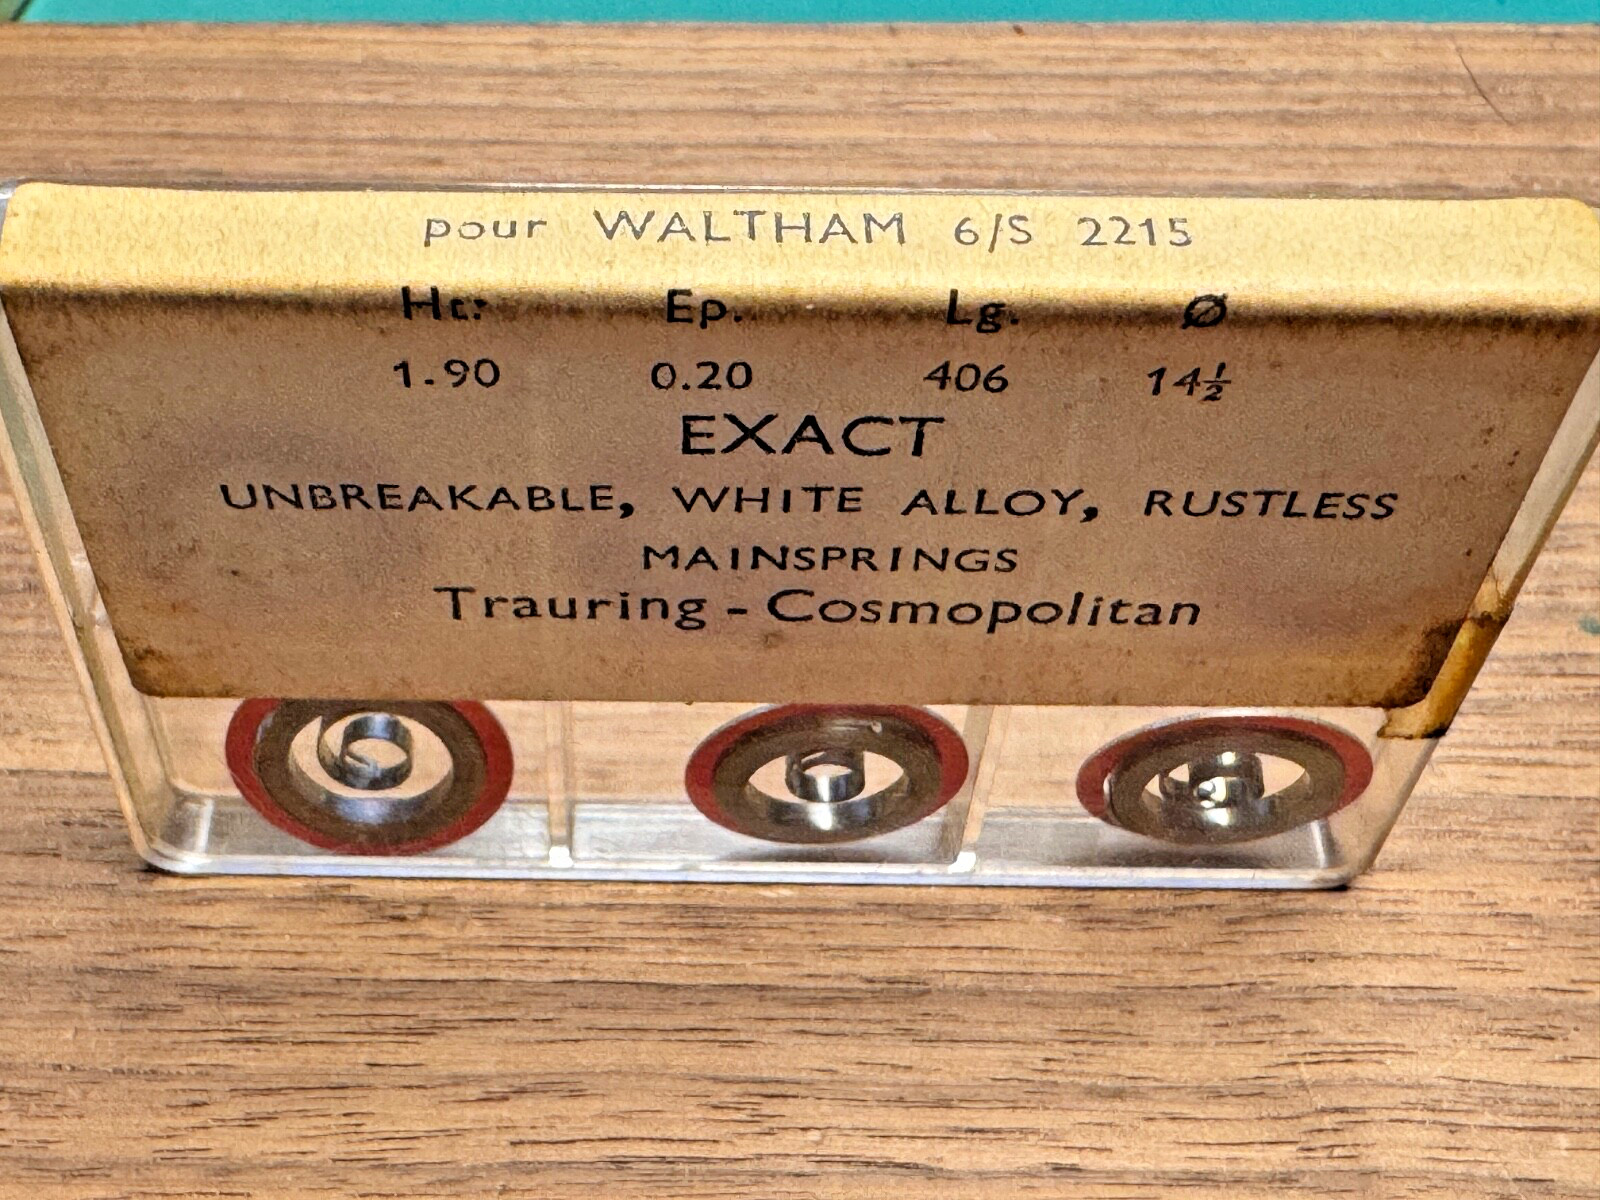 pour WALTHAM 6/S 2215
Hr. Ep. Lg. Ø
1.90 0.20 406 14½
EXACT
UNBREAKABLE, WHITE ALLOY, RUSTLESS
MAINSPRINGS
Trauring - Cosmopolitan